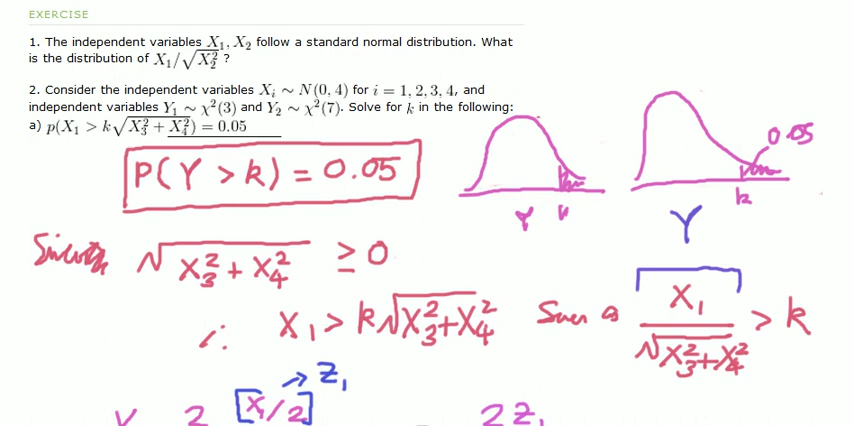 EXERCISE
1. The independent variables X₁, X₂ follow a standard normal distribution. What
is the distribution of X₁/√X₂² ?
2. Consider the independent variables Xᵢ ∼ N(0, 4) for i = 1, 2, 3, 4, and
independent variables Y₁ ∼ χ²(3) and Y₂ ∼ χ²(7). Solve for k in the following:
a) p(X₁ > k√(X₃² + X₄²) = 0.05
P(Y > k) = 0.05
Y k
0.05
k
Y
√(X₃² + X₄²) ≥ 0
∴ X₁ > k√(X₃² + X₄²)
X₁ / √(X₃² + X₄²) > k
→ Z₁
2 [X₁/2]
2Z₁